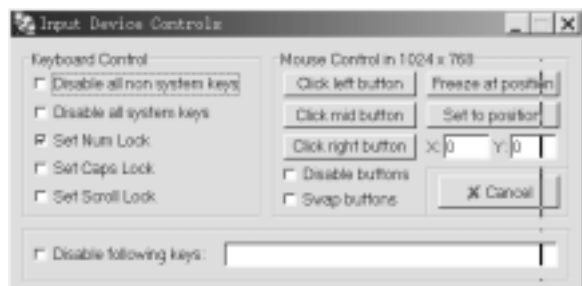 Input Device Controls
Keyboard Control
Disable all non system keys
Disable all system keys
Set Num Lock
Set Caps Lock
Set Scroll Lock
Mouse Control in 1024 x 768
Click left button
Freeze at position
Click mid button
Set to position
Click right button
X: 0 Y: 0
Disable buttons
Swap buttons
Cancel
Disable following keys: